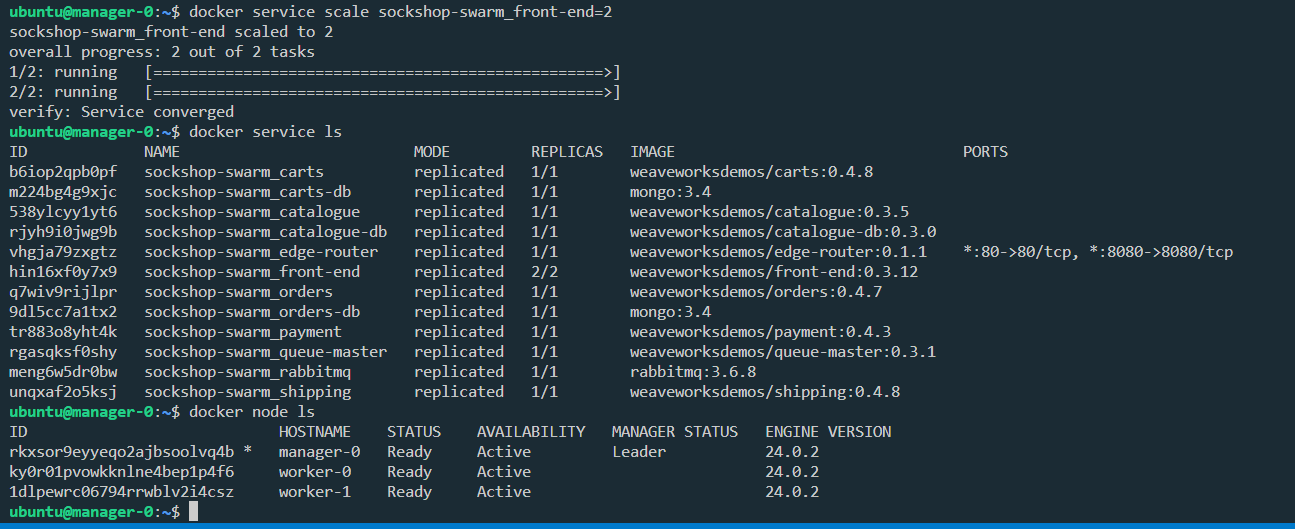 ubuntu@manager-0:~$ docker service scale sockshop-swarm_front-end=2
sockshop-swarm_front-end scaled to 2
overall progress: 2 out of 2 tasks
1/2: running   [==================================================>]
2/2: running   [==================================================>]
verify: Service converged
ubuntu@manager-0:~$ docker service ls
ID             NAME                          MODE         REPLICAS   IMAGE                                PORTS
b6iop2qpb0pf   sockshop-swarm_carts          replicated   1/1        weaveworksdemos/carts:0.4.8
m224bg4g9xjc   sockshop-swarm_carts-db       replicated   1/1        mongo:3.4
538ylcyy1yt6   sockshop-swarm_catalogue      replicated   1/1        weaveworksdemos/catalogue:0.3.5
rjyh9i0jwg9b   sockshop-swarm_catalogue-db   replicated   1/1        weaveworksdemos/catalogue-db:0.3.0
vhgja79zxgtz   sockshop-swarm_edge-router    replicated   1/1        weaveworksdemos/edge-router:0.1.1    *:80->80/tcp, *:8080->8080/tcp
hin16xf0y7x9   sockshop-swarm_front-end      replicated   2/2        weaveworksdemos/front-end:0.3.12
q7wiv9rijlpr   sockshop-swarm_orders         replicated   1/1        weaveworksdemos/orders:0.4.7
9dl5cc7a1tx2   sockshop-swarm_orders-db      replicated   1/1        mongo:3.4
tr883o8yht4k   sockshop-swarm_payment        replicated   1/1        weaveworksdemos/payment:0.4.3
rgasqksf0shy   sockshop-swarm_queue-master   replicated   1/1        weaveworksdemos/queue-master:0.3.1
meng6w5dr0bw   sockshop-swarm_rabbitmq       replicated   1/1        rabbitmq:3.6.8
unqxaf2o5ksj   sockshop-swarm_shipping       replicated   1/1        weaveworksdemos/shipping:0.4.8
ubuntu@manager-0:~$ docker node ls
ID                            HOSTNAME    STATUS    AVAILABILITY   MANAGER STATUS   ENGINE VERSION
rkxsor9eyyeqo2ajbsoolvq4b *   manager-0   Ready     Active         Leader           24.0.2
ky0r01pvowkknlne4bep1p4f6     worker-0    Ready     Active                          24.0.2
1dlpewrc06794rrwblv2i4csz     worker-1    Ready     Active                          24.0.2
ubuntu@manager-0:~$